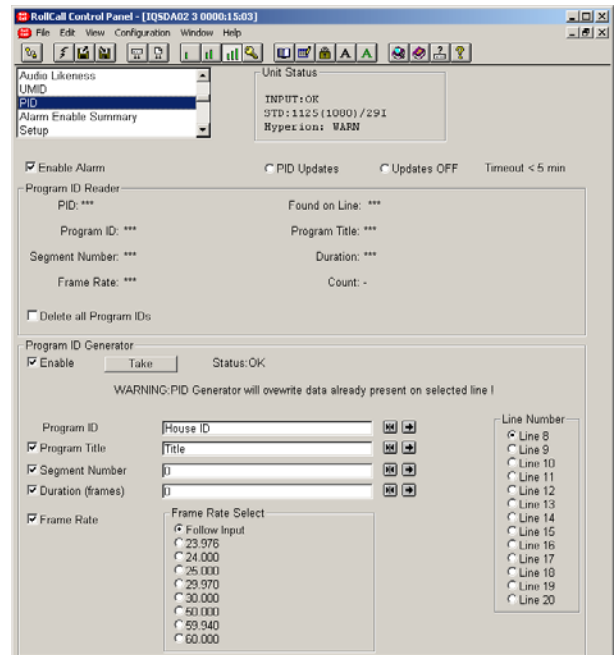 RollCall Control Panel - [IQSDA02 3 0000:15:03]
File Edit View Configuration Window Help
Audio Likeness
UMID
PID
Alarm Enable Summary
Setup
Unit Status
INPUT:OK
STD:1125(1080)/29I
Hyperion: WARN
Enable Alarm
PID Updates
Updates OFF
Timeout < 5 min
Program ID Reader
PID: ***
Found on Line: ***
Program ID: ***
Program Title: ***
Segment Number: ***
Duration: ***
Frame Rate: ***
Count: -
Delete all Program IDs
Program ID Generator
Enable
Take
Status:OK
WARNING:PID Generator will ovewrite data already present on selected line !
Program ID
House ID
Program Title
Title
Segment Number
0
Duration (frames)
0
Frame Rate
Frame Rate Select
Follow Input
23.976
24.000
25.000
29.970
30.000
50.000
59.940
60.000
Line Number
Line 8
Line 9
Line 10
Line 11
Line 12
Line 13
Line 14
Line 15
Line 16
Line 17
Line 18
Line 19
Line 20